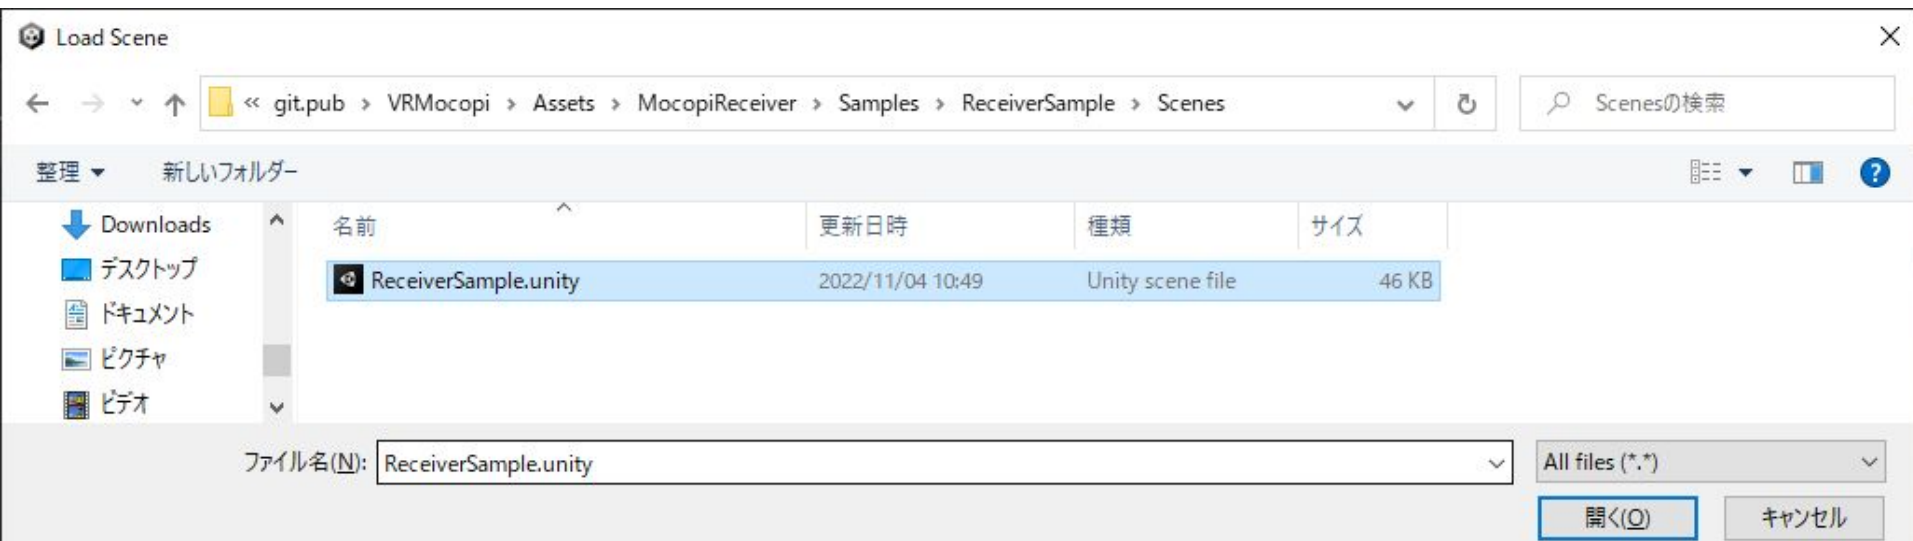 Load Scene
« git.pub > VRMocopi > Assets > MocopiReceiver > Samples > ReceiverSample > Scenes
Scenesの検索
整理 新しいフォルダー
Downloads
名前 更新日時 種類 サイズ
デスクトップ
ReceiverSample.unity 2022/11/04 10:49 Unity scene file 46 KB
ドキュメント
ピクチャ
ビデオ
ファイル名(N): ReceiverSample.unity All files (*.*)
開く(O) キャンセル